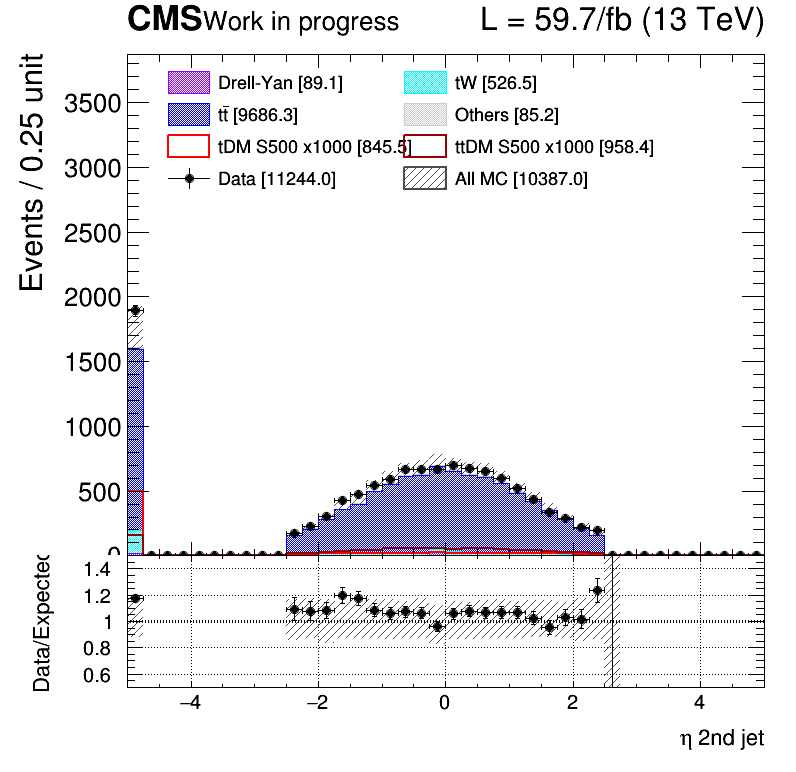 CMS Work in progress L = 59.7/fb (13 TeV)
Events / 0.25 unit
Drell-Yan [89.1] tW [526.5]
tt̄ [9686.3] Others [85.2]
tDM S500 x1000 [845.5] ttDM S500 x1000 [958.4]
Data [11244.0] All MC [10387.0]
3500
3000
2500
2000
1500
1000
500
0
Data/Expected
1.4
1.2
1
0.8
0.6
−4 −2 0 2 4
η 2nd jet